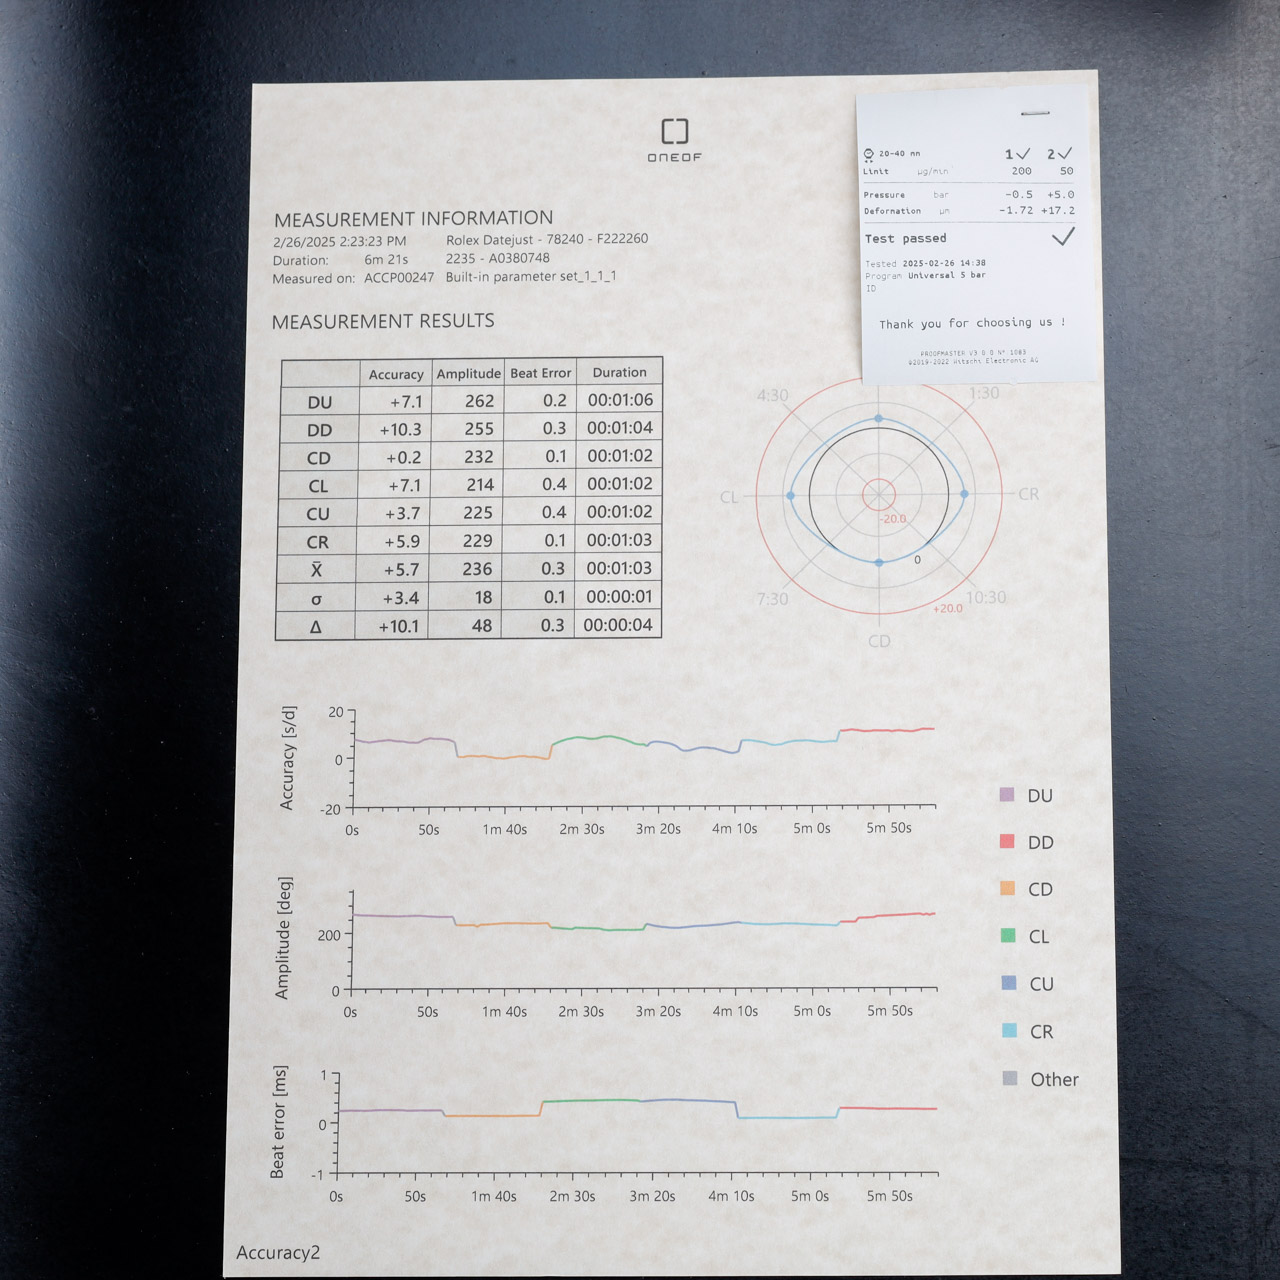 ONEOF
20-40 mm 1✓ 2✓
Limit µg/min 200 50
Pressure bar -0.5 +5.0
Deformation µm -1.72 +17.2
Test passed ✓
Tested 2025-02-26 14:38
Program Universal 5 bar
ID
Thank you for choosing us !
PROOFMASTER V3 0 0 N° 1083
©2019-2022 Witschi Electronic AG
MEASUREMENT INFORMATION
2/26/2025 2:23:23 PM Rolex Datejust - 78240 - F222260
Duration: 6m 21s 2235 - A0380748
Measured on: ACCP00247 Built-in parameter set_1_1_1
MEASUREMENT RESULTS
Accuracy Amplitude Beat Error Duration
DU +7.1 262 0.2 00:01:06
DD +10.3 255 0.3 00:01:04
CD +0.2 232 0.1 00:01:02
CL +7.1 214 0.4 00:01:02
CU +3.7 225 0.4 00:01:02
CR +5.9 229 0.1 00:01:03
X̄ +5.7 236 0.3 00:01:03
σ +3.4 18 0.1 00:00:01
Δ +10.1 48 0.3 00:00:04
4:30 1:30
CL CR
-20.0
0
7:30 10:30
+20.0
CD
Accuracy [s/d]
20
0
-20
0s 50s 1m 40s 2m 30s 3m 20s 4m 10s 5m 0s 5m 50s
Amplitude [deg]
200
0
0s 50s 1m 40s 2m 30s 3m 20s 4m 10s 5m 0s 5m 50s
Beat error [ms]
1
0
-1
0s 50s 1m 40s 2m 30s 3m 20s 4m 10s 5m 0s 5m 50s
DU
DD
CD
CL
CU
CR
Other
Accuracy2